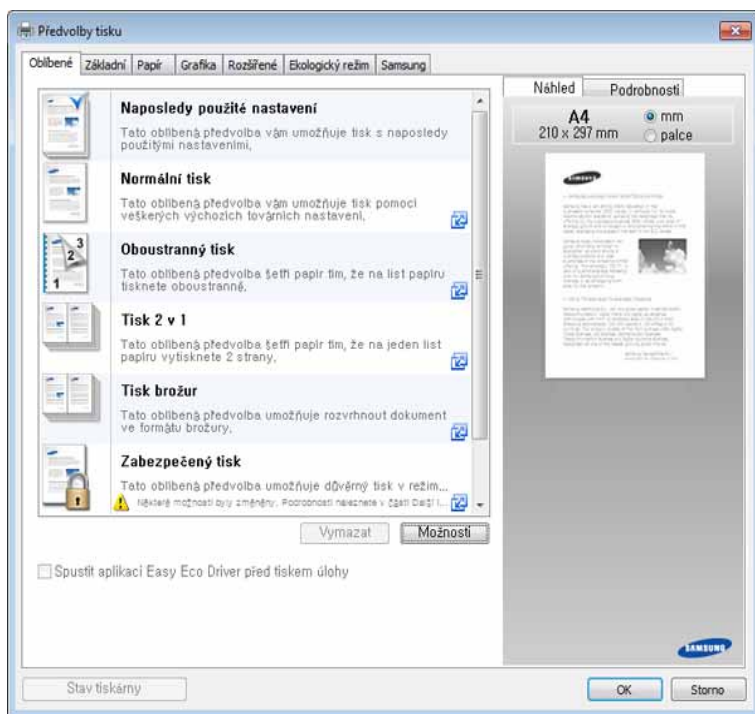 Předvolby tisku
Oblíbené Základní Papír Grafika Rozšířené Ekologický režim Samsung
Naposledy použité nastavení
Tato oblíbená předvolba vám umožňuje tisk s naposledy
použitými nastaveními.
Normální tisk
Tato oblíbená předvolba vám umožňuje tisk pomocí
veškerých výchozích továrních nastavení.
3
2
1
Oboustranný tisk
Tato oblíbená předvolba šetří papír tím, že na list papíru
tisknete oboustranně.
Tisk 2 v 1
Tato oblíbená předvolba šetří papír tím, že na jeden list
papíru vytisknete 2 strany.
Tisk brožur
Tato oblíbená předvolba umožňuje rozvrhnout dokument
ve formátu brožury.
Zabezpečený tisk
Tato oblíbená předvolba umožňuje důvěrný tisk v režim...
Některé možnosti byly změněny. Podrobnosti naleznete v části Další i...
Vymazat Možnosti
Spustit aplikaci Easy Eco Driver před tiskem úlohy
Stav tiskárny
Náhled Podrobnosti
A4
210 x 297 mm
mm
palce
SAMSUNG
SAMSUNG
OK Storno